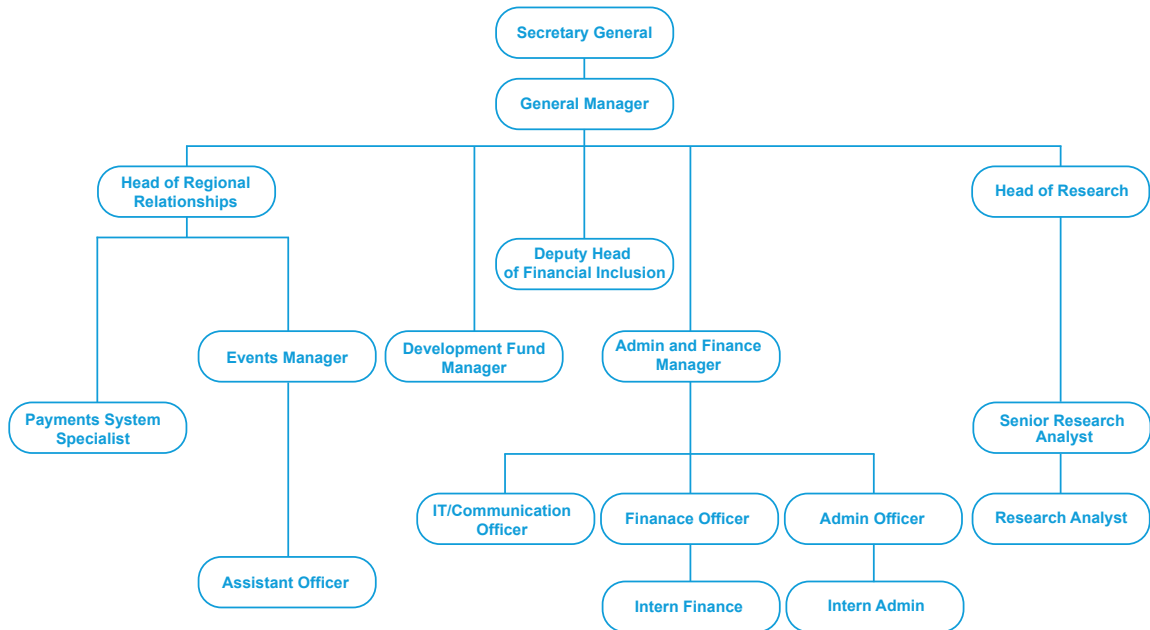 Secretary General
General Manager
Head of Regional
Relationships
Head of Research
Deputy Head
of Financial Inclusion
Events Manager
Development Fund
Manager
Admin and Finance
Manager
Payments System
Specialist
Senior Research
Analyst
IT/Communication
Officer
Finanace Officer
Admin Officer
Research Analyst
Assistant Officer
Intern Finance
Intern Admin